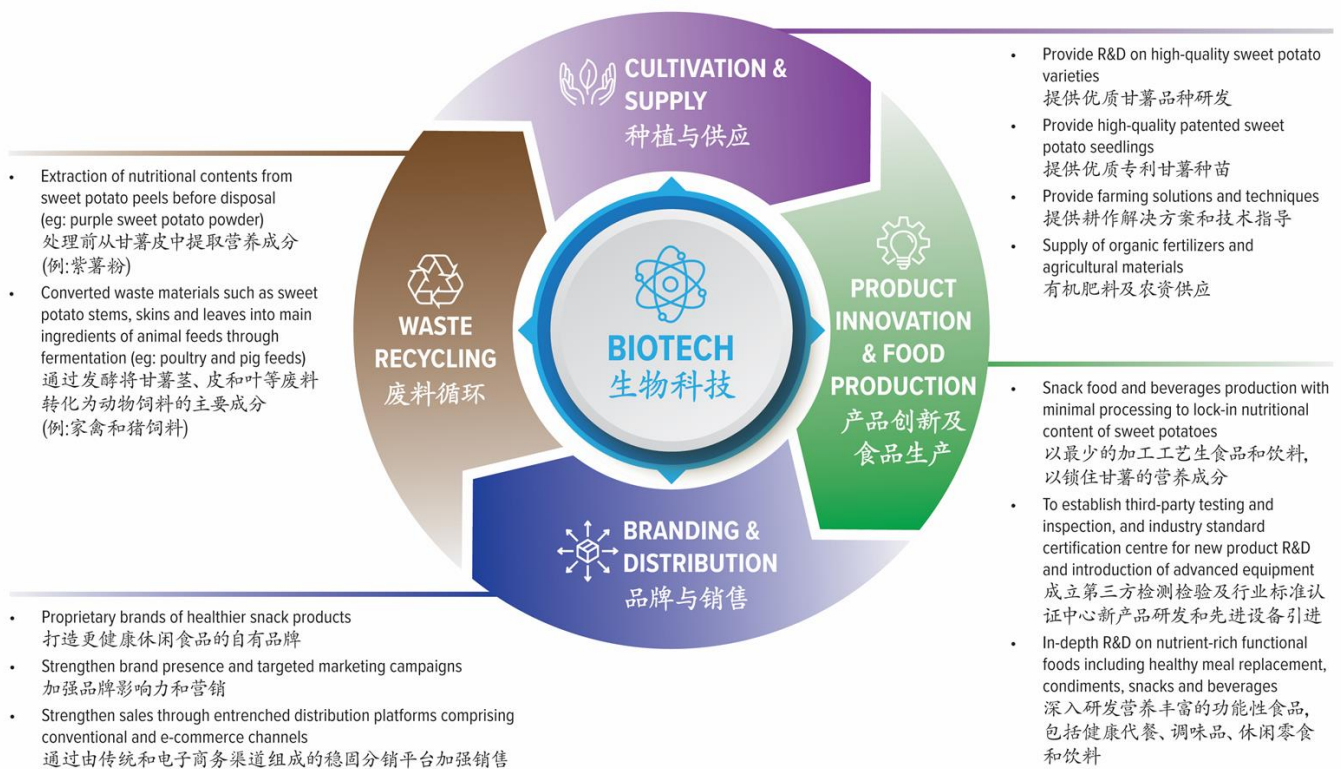 CULTIVATION &
SUPPLY
种植与供应
• Provide R&D on high-quality sweet potato
varieties
提供优质甘薯品种研发
• Provide high-quality patented sweet
potato seedlings
提供优质专利甘薯种苗
• Provide farming solutions and techniques
提供耕作解决方案和技术指导
• Supply of organic fertilizers and
agricultural materials
有机肥料及农资供应
PRODUCT
INNOVATION
& FOOD
PRODUCTION
产品创新及
食品生产
• Snack food and beverages production with
minimal processing to lock-in nutritional
content of sweet potatoes
以最少的加工工艺生食品和饮料,
以锁住甘薯的营养成分
• To establish third-party testing and
inspection, and industry standard
certification centre for new product R&D
and introduction of advanced equipment
成立第三方检测检验及行业标准认
证中心新产品研发和先进设备引进
• In-depth R&D on nutrient-rich functional
foods including healthy meal replacement,
condiments, snacks and beverages
深入研发营养丰富的功能性食品,
包括健康代餐、调味品、休闲零食
和饮料
BRANDING &
DISTRIBUTION
品牌与销售
• Proprietary brands of healthier snack products
打造更健康休闲食品的自有品牌
• Strengthen brand presence and targeted marketing campaigns
加强品牌影响力和营销
• Strengthen sales through entrenched distribution platforms comprising
conventional and e-commerce channels
通过由传统和电子商务渠道组成的稳固分销平台加强销售
WASTE
RECYCLING
废料循环
• Extraction of nutritional contents from
sweet potato peels before disposal
(eg: purple sweet potato powder)
处理前从甘薯皮中提取营养成分
(例:紫薯粉)
• Converted waste materials such as sweet
potato stems, skins and leaves into main
ingredients of animal feeds through
fermentation (eg: poultry and pig feeds)
通过发酵将甘薯茎、皮和叶等废料
转化为动物饲料的主要成分
(例:家禽和猪饲料)
BIOTECH
生物科技